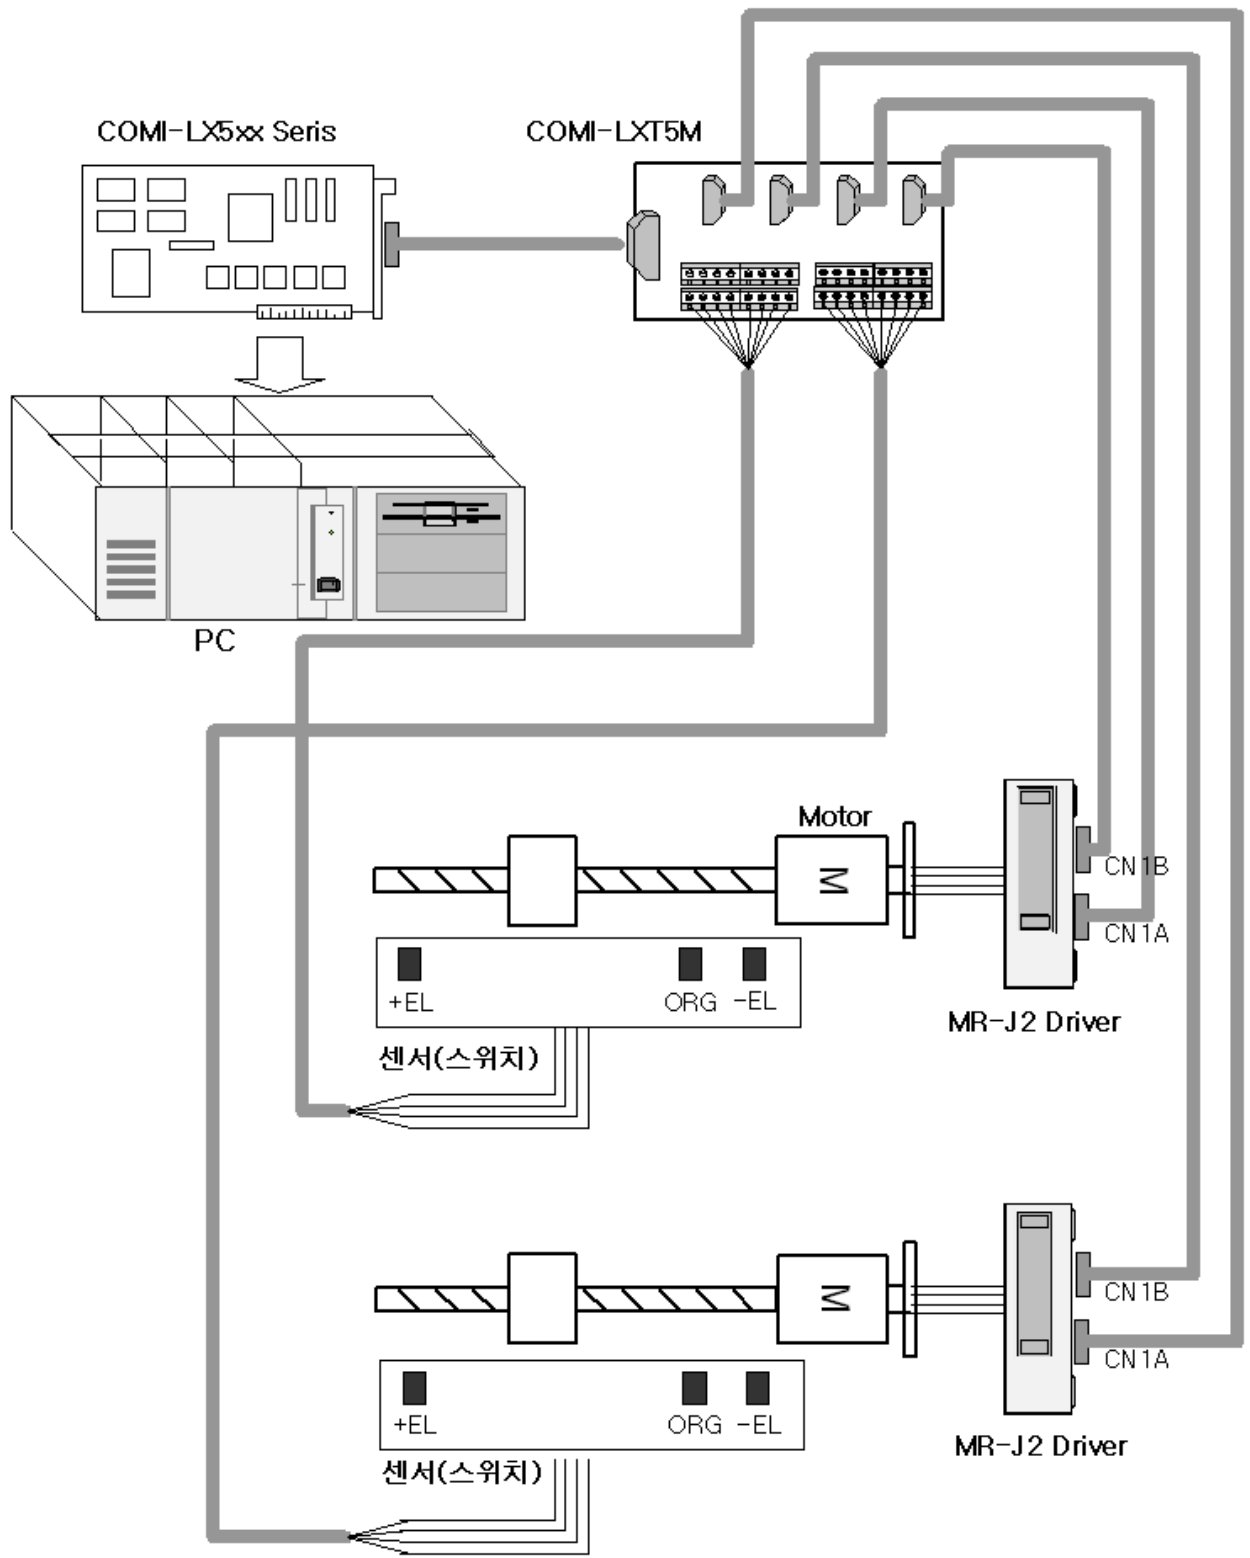 COMI-LX5xx Seris
COMI-LXT5M
PC
Motor
M
CN1B
CN1A
+EL
ORG
-EL
MR-J2 Driver
센서(스위치)
M
CN1B
CN1A
+EL
ORG
-EL
MR-J2 Driver
센서(스위치)